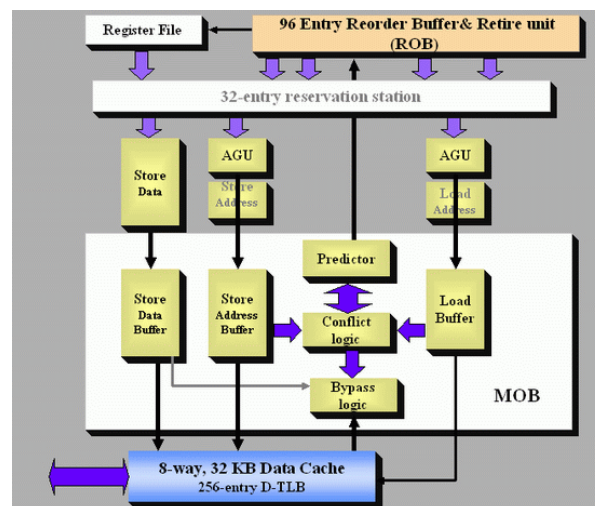 Register File
96 Entry Reorder Buffer& Retire unit
(ROB)
32-entry reservation station
Store
Data
AGU
Store
Address
AGU
Load
Address
Predictor
Store
Data
Buffer
Store
Address
Buffer
Conflict
logic
Load
Buffer
Bypass
logic
MOB
8-way, 32 KB Data Cache
256-entry D-TLB